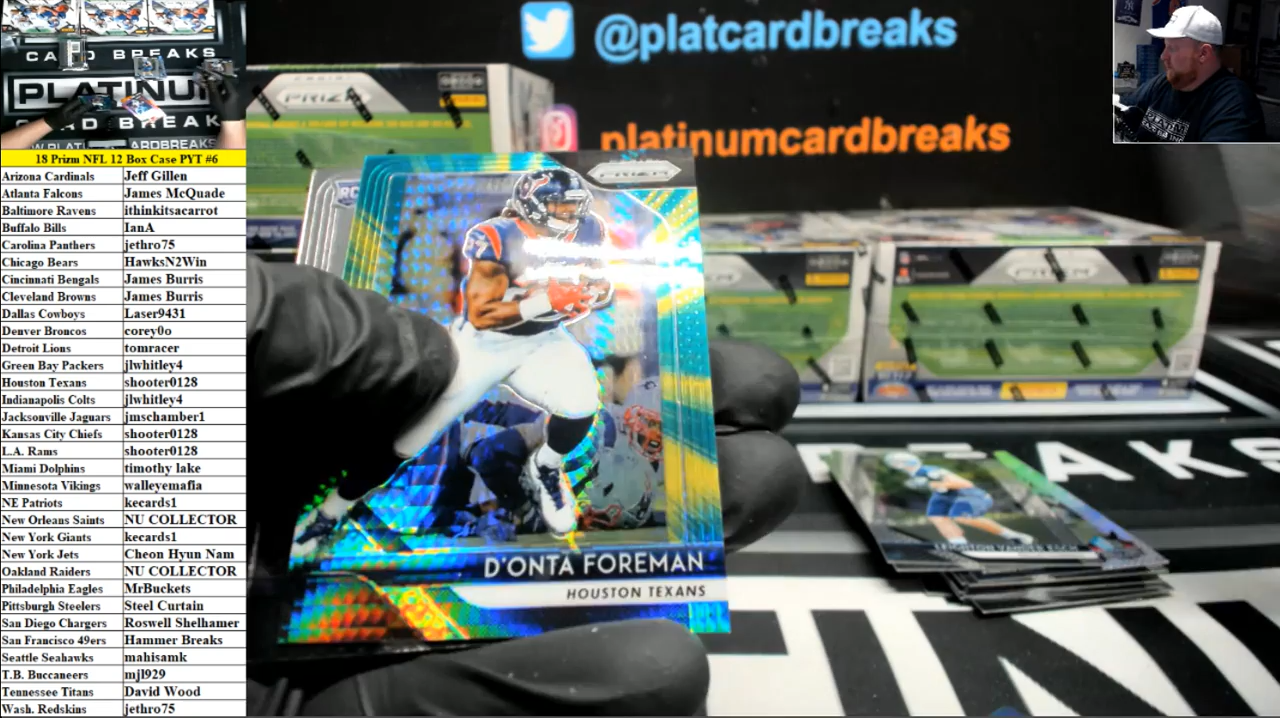 CARD BREAKS
PLATINUM
CARD BREAK
18 Prizm NFL 12 Box Case PYT #6
Arizona Cardinals Jeff Gillen
Atlanta Falcons James McQuade
Baltimore Ravens ithinkitsacarrot
Buffalo Bills IanA
Carolina Panthers jethro75
Chicago Bears HawksN2Win
Cincinnati Bengals James Burris
Cleveland Browns James Burris
Dallas Cowboys Laser9431
Denver Broncos corey0o
Detroit Lions tomracer
Green Bay Packers jlwhitley4
Houston Texans shooter0128
Indianapolis Colts jlwhitley4
Jacksonville Jaguars jmschamber1
Kansas City Chiefs shooter0128
L.A. Rams shooter0128
Miami Dolphins timothy lake
Minnesota Vikings walleyemafia
NE Patriots kecards1
New Orleans Saints NU COLLECTOR
New York Giants kecards1
New York Jets Cheon Hyun Nam
Oakland Raiders NU COLLECTOR
Philadelphia Eagles MrBuckets
Pittsburgh Steelers Steel Curtain
San Diego Chargers Roswell Shelhamer
San Francisco 49ers Hammer Breaks
Seattle Seahawks mahisamk
T.B. Buccaneers mjl929
Tennessee Titans David Wood
Wash. Redskins jethro75
@platcardbreaks
platinumcardbreaks
PRIZM
PRIZM
RC
D'ONTA FOREMAN
HOUSTON TEXANS
PRIZM
LEIGHTON VANDER ESCH
REAKS